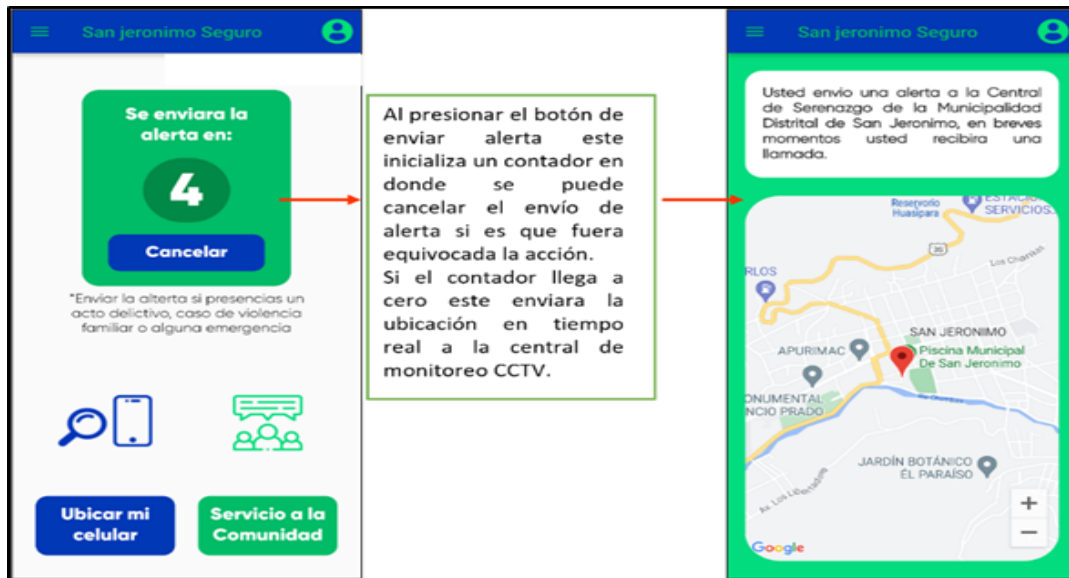 San jeronimo Seguro
Se enviara la
alerta en:
4
Cancelar
"Enviar la alterta si presencias un
acto delictivo, caso de violencia
familiar o alguna emergencia
Ubicar mi
celular
Servicio a la
Comunidad
Al presionar el botón de
enviar alerta este
inicializa un contador en
donde se puede
cancelar el envío de
alerta si es que fuera
equivocada la acción.
Si el contador llega a
cero este enviara la
ubicación en tiempo
real a la central de
monitoreo CCTV.
San jeronimo Seguro
Usted envio una alerta a la Central
de Serenazgo de la Municipalidad
Distrital de San Jeronimo, en breves
momentos usted recibira una
llamada.
Reservorio
Huasipara
ESTACIÓ
SERVICIOS...
RLOS
SAN JERONIMO
APURIMAC
Piscina Municipal
De San Jeronimo
ONUMENTAL
NCIO PRADO
JARDÍN BOTÁNICO
EL PARAÍSO
+
−
Google